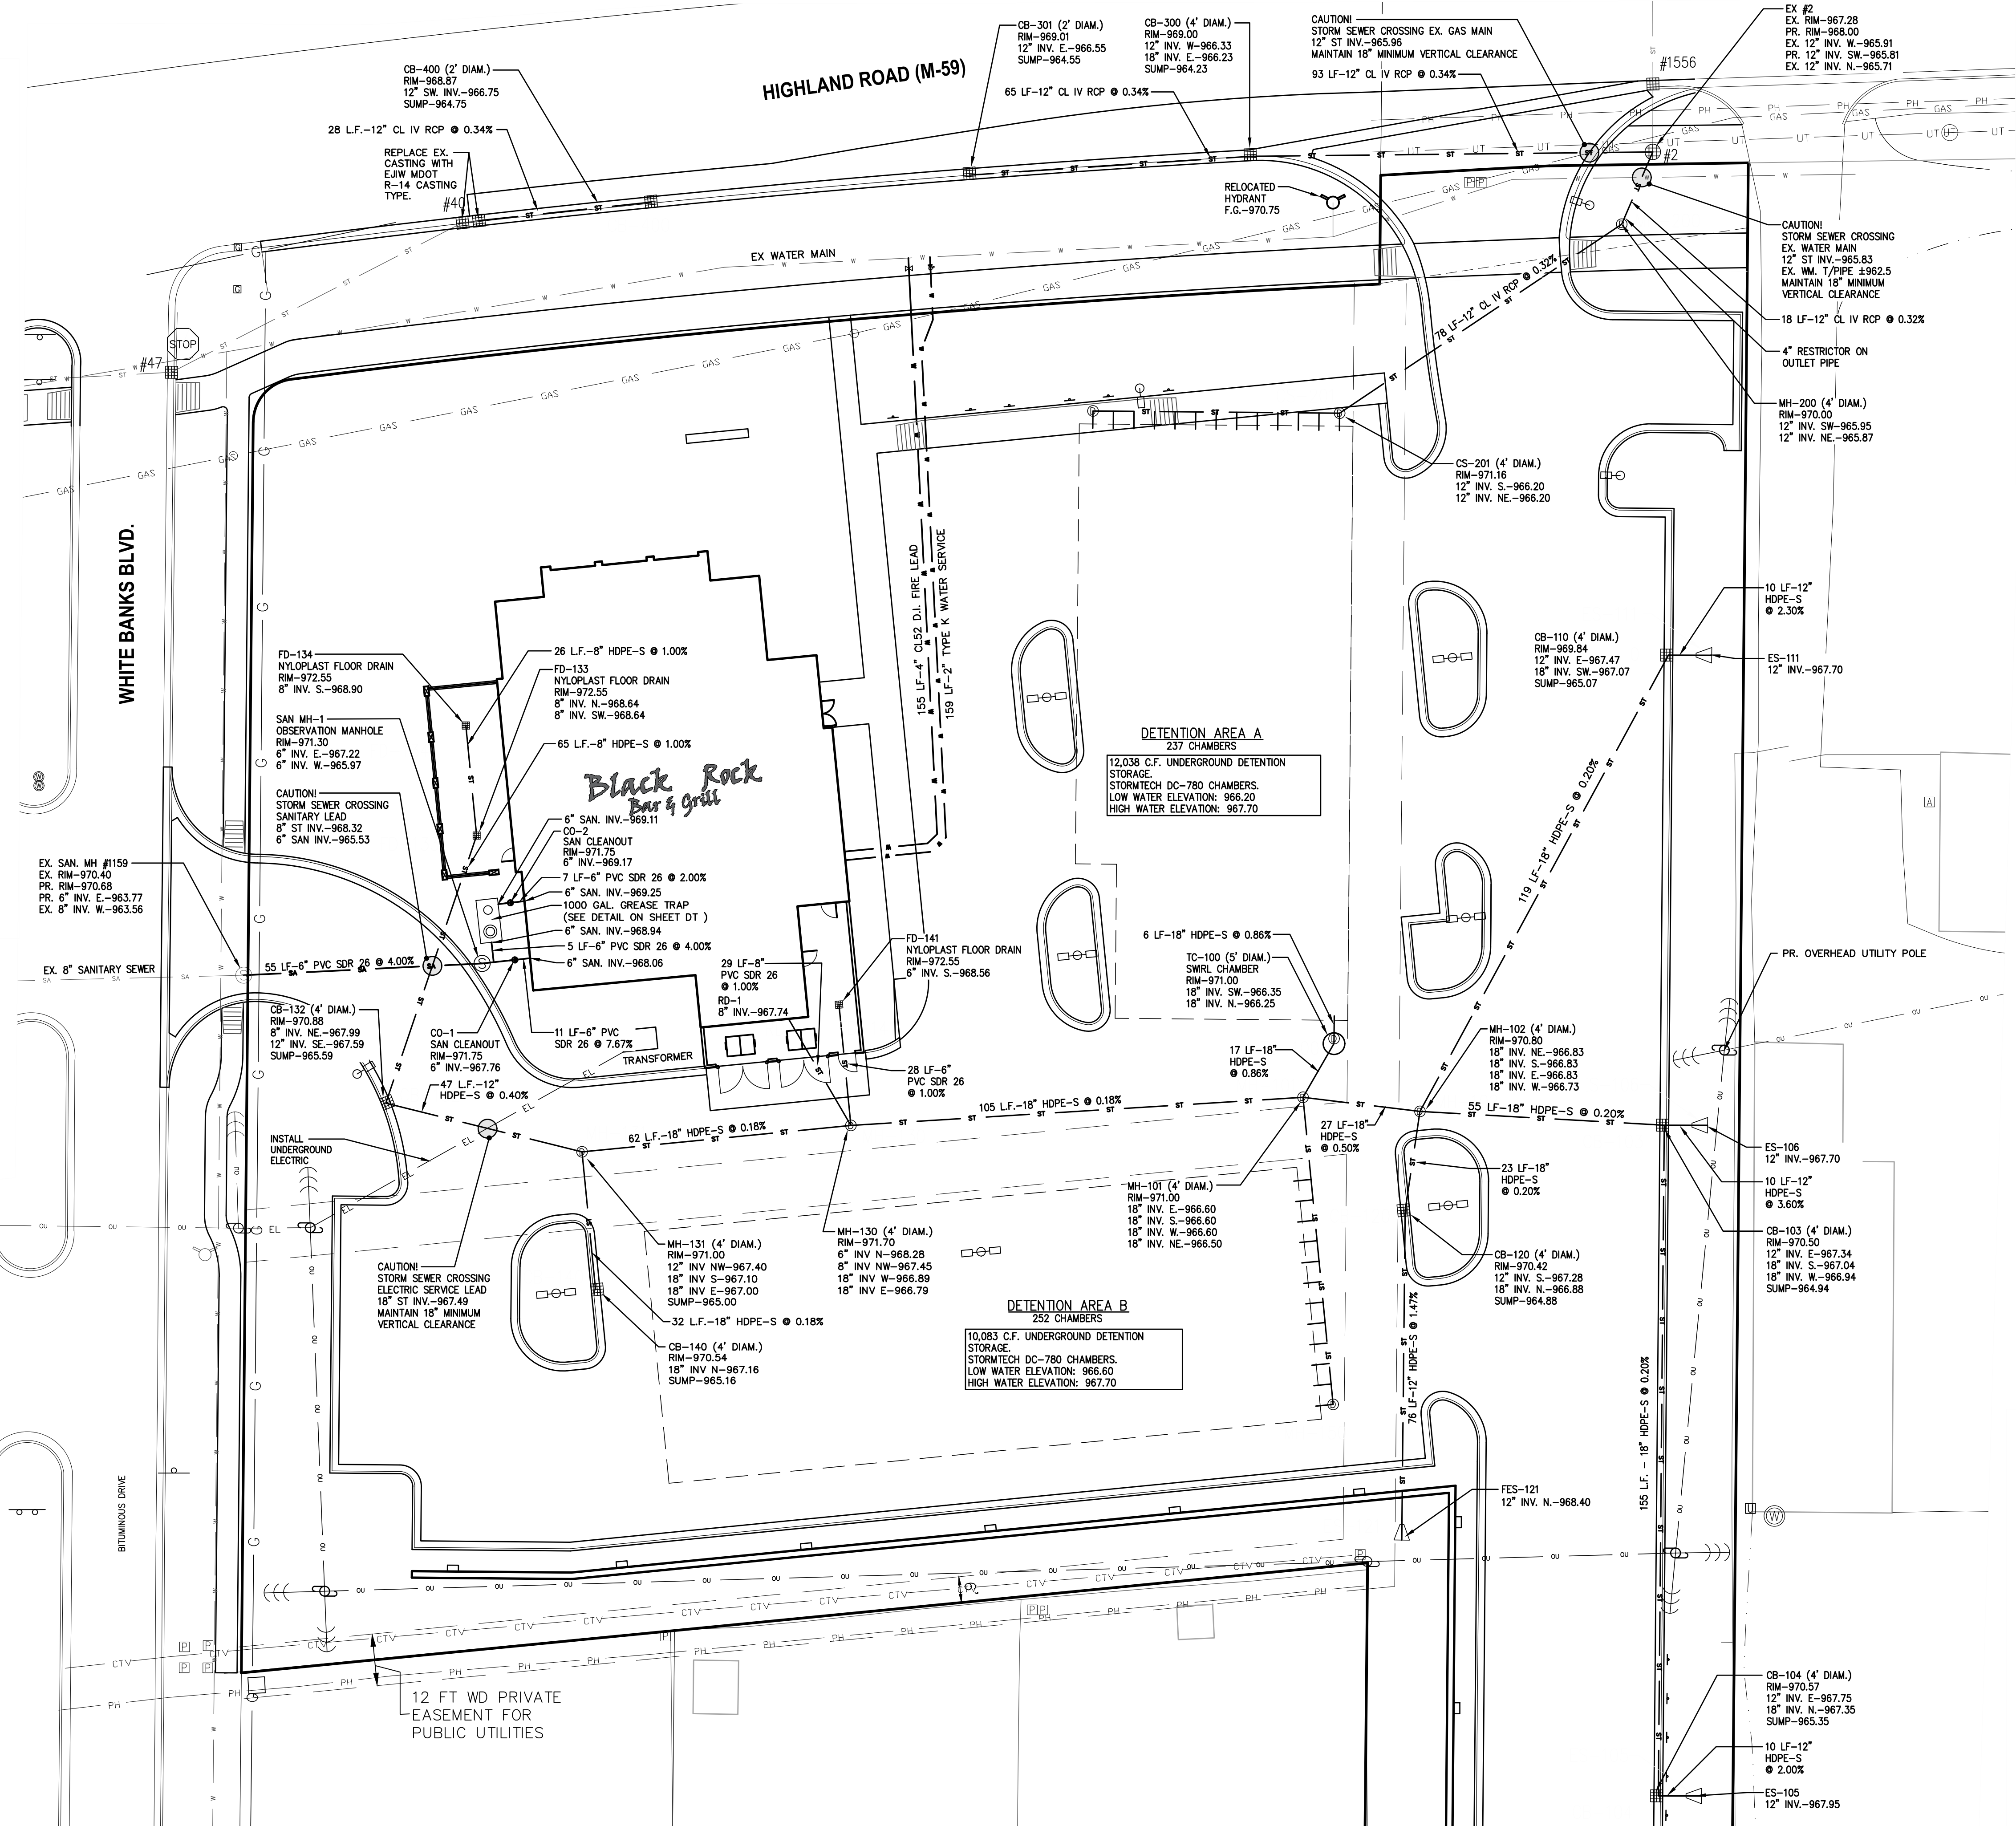 HIGHLAND ROAD (M-59)
CB-400 (2' DIAM.)
RIM-968.87
12" SW. INV.-966.75
SUMP-964.75
28 L.F.-12" CL IV RCP @ 0.34%
REPLACE EX.
CASTING WITH
EJIW MDOT
R-14 CASTING
TYPE.
#40
CB-301 (2' DIAM.)
RIM-969.01
12" INV. E.-966.55
SUMP-964.55
65 LF-12" CL IV RCP @ 0.34%
CB-300 (4' DIAM.)
RIM-969.00
12" INV. W-966.33
18" INV. E.-966.23
SUMP-964.23
CAUTION!
STORM SEWER CROSSING EX. GAS MAIN
12" ST INV.-965.96
MAINTAIN 18" MINIMUM VERTICAL CLEARANCE
93 LF-12" CL IV RCP @ 0.34%
#1556
EX #2
EX. RIM-967.28
PR. RIM-968.00
EX. 12" INV. W.-965.91
PR. 12" INV. SW.-965.81
EX. 12" INV. N.-965.71
#2
RELOCATED
HYDRANT
F.G.-970.75
EX WATER MAIN
CAUTION!
STORM SEWER CROSSING
EX. WATER MAIN
12" ST INV.-965.83
EX. WM. T/PIPE ±962.5
MAINTAIN 18" MINIMUM
VERTICAL CLEARANCE
18 LF-12" CL IV RCP @ 0.32%
4" RESTRICTOR ON
OUTLET PIPE
MH-200 (4' DIAM.)
RIM-970.00
12" INV. SW-965.95
12" INV. NE.-965.87
78 LF-12" CL IV RCP @ 0.32%
CS-201 (4' DIAM.)
RIM-971.16
12" INV. S.-966.20
12" INV. NE.-966.20
STOP
#47
WHITE BANKS BLVD.
155 LF-4" CL52 D.I. FIRE LEAD
159 LF-2" TYPE K WATER SERVICE
10 LF-12"
HDPE-S
@ 2.30%
CB-110 (4' DIAM.)
RIM-969.84
12" INV. E-967.47
18" INV. SW.-967.07
SUMP-965.07
ES-111
12" INV.-967.70
FD-134
NYLOPLAST FLOOR DRAIN
RIM-972.55
8" INV. S.-968.90
26 L.F.-8" HDPE-S @ 1.00%
FD-133
NYLOPLAST FLOOR DRAIN
RIM-972.55
8" INV. N.-968.64
8" INV. SW.-968.64
SAN MH-1
OBSERVATION MANHOLE
RIM-971.30
6" INV. E.-967.22
6" INV. W.-965.97
65 L.F.-8" HDPE-S @ 1.00%
Black Rock
Bar & Grill
DETENTION AREA A
237 CHAMBERS
12,038 C.F. UNDERGROUND DETENTION
STORAGE.
STORMTECH DC-780 CHAMBERS.
LOW WATER ELEVATION: 966.20
HIGH WATER ELEVATION: 967.70
CAUTION!
STORM SEWER CROSSING
SANITARY LEAD
8" ST INV.-968.32
6" SAN INV.-965.53
6" SAN. INV.-969.11
CO-2
SAN CLEANOUT
RIM-971.75
6" INV.-969.17
7 LF-6" PVC SDR 26 @ 2.00%
6" SAN. INV.-969.25
1000 GAL. GREASE TRAP
(SEE DETAIL ON SHEET DT )
6" SAN. INV.-968.94
5 LF-6" PVC SDR 26 @ 4.00%
6" SAN. INV.-968.06
EX. SAN. MH #1159
EX. RIM-970.40
PR. RIM-970.68
PR. 6" INV. E.-963.77
EX. 8" INV. W.-963.56
119 LF-18" HDPE-S @ 0.20%
EX. 8" SANITARY SEWER
55 LF-6" PVC SDR 26 @ 4.00%
29 LF-8"
PVC SDR 26
@ 1.00%
RD-1
8" INV.-967.74
FD-141
NYLOPLAST FLOOR DRAIN
RIM-972.55
6" INV. S.-968.56
6 LF-18" HDPE-S @ 0.86%
TC-100 (5' DIAM.)
SWIRL CHAMBER
RIM-971.00
18" INV. SW.-966.35
18" INV. N.-966.25
PR. OVERHEAD UTILITY POLE
CB-132 (4' DIAM.)
RIM-970.88
8" INV. NE.-967.99
12" INV. SE.-967.59
SUMP-965.59
CO-1
SAN CLEANOUT
RIM-971.75
6" INV.-967.76
11 LF-6" PVC
SDR 26 @ 7.67%
TRANSFORMER
28 LF-6"
PVC SDR 26
@ 1.00%
17 LF-18"
HDPE-S
@ 0.86%
MH-102 (4' DIAM.)
RIM-970.80
18" INV. NE.-966.83
18" INV. S.-966.83
18" INV. E.-966.83
18" INV. W.-966.73
47 L.F.-12"
HDPE-S @ 0.40%
62 L.F.-18" HDPE-S @ 0.18%
105 L.F.-18" HDPE-S @ 0.18%
27 LF-18"
HDPE-S
@ 0.50%
55 LF-18" HDPE-S @ 0.20%
INSTALL
UNDERGROUND
ELECTRIC
ES-106
12" INV.-967.70
10 LF-12"
HDPE-S
@ 3.60%
23 LF-18"
HDPE-S
@ 0.20%
MH-101 (4' DIAM.)
RIM-971.00
18" INV. E.-966.60
18" INV. S.-966.60
18" INV. W.-966.60
18" INV. NE.-966.50
CAUTION!
STORM SEWER CROSSING
ELECTRIC SERVICE LEAD
18" ST INV.-967.49
MAINTAIN 18" MINIMUM
VERTICAL CLEARANCE
MH-131 (4' DIAM.)
RIM-971.00
12" INV NW-967.40
18" INV S-967.10
18" INV E-967.00
SUMP-965.00
MH-130 (4' DIAM.)
RIM-971.70
6" INV N-968.28
8" INV NW-967.45
18" INV W-966.89
18" INV E-966.79
CB-120 (4' DIAM.)
RIM-970.42
12" INV. S.-967.28
18" INV. N.-966.88
SUMP-964.88
CB-103 (4' DIAM.)
RIM-970.50
12" INV. E-967.34
18" INV. S.-967.04
18" INV. W.-966.94
SUMP-964.94
32 L.F.-18" HDPE-S @ 0.18%
CB-140 (4' DIAM.)
RIM-970.54
18" INV N-967.16
SUMP-965.16
DETENTION AREA B
252 CHAMBERS
10,083 C.F. UNDERGROUND DETENTION
STORAGE.
STORMTECH DC-780 CHAMBERS.
LOW WATER ELEVATION: 966.60
HIGH WATER ELEVATION: 967.70
76 LF-12" HDPE-S @ 1.47%
155 L.F. - 18" HDPE-S @ 0.20%
BITUMINOUS DRIVE
FES-121
12" INV. N.-968.40
12 FT WD PRIVATE
EASEMENT FOR
PUBLIC UTILITIES
CB-104 (4' DIAM.)
RIM-970.57
12" INV. E-967.75
18" INV. N.-967.35
SUMP-965.35
10 LF-12"
HDPE-S
@ 2.00%
ES-105
12" INV.-967.95